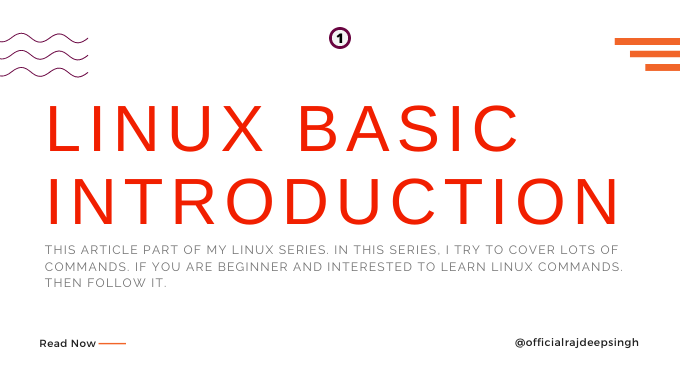 1
LINUX BASIC
INTRODUCTION
THIS ARTICLE PART OF MY LINUX SERIES. IN THIS SERIES, I TRY TO COVER LOTS OF
COMMANDS. IF YOU ARE BEGINNER AND INTERESTED TO LEARN LINUX COMMANDS.
THEN FOLLOW IT.
Read Now
@officialrajdeepsingh